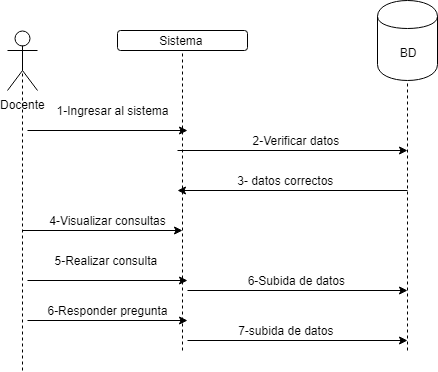 Sistema
BD
Docente
1-Ingresar al sistema
2-Verificar datos
3- datos correctos
4-Visualizar consultas
5-Realizar consulta
6-Subida de datos
6-Responder pregunta
7-subida de datos